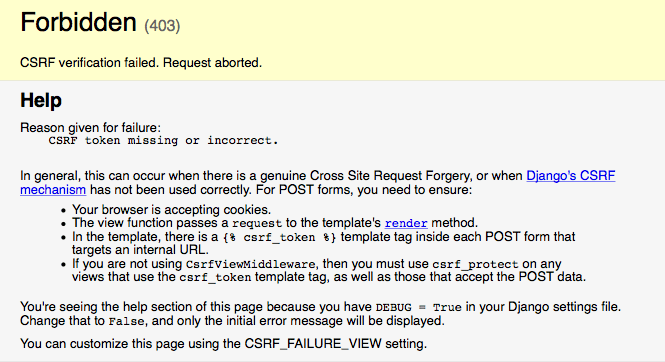 Forbidden (403)
CSRF verification failed. Request aborted.
Help
Reason given for failure:
CSRF token missing or incorrect.
In general, this can occur when there is a genuine Cross Site Request Forgery, or when Django's CSRF
mechanism has not been used correctly. For POST forms, you need to ensure:
• Your browser is accepting cookies.
• The view function passes a request to the template's render method.
• In the template, there is a {% csrf_token %} template tag inside each POST form that
targets an internal URL.
• If you are not using CsrfViewMiddleware, then you must use csrf_protect on any
views that use the csrf_token template tag, as well as those that accept the POST data.
You're seeing the help section of this page because you have DEBUG = True in your Django settings file.
Change that to False, and only the initial error message will be displayed.
You can customize this page using the CSRF_FAILURE_VIEW setting.